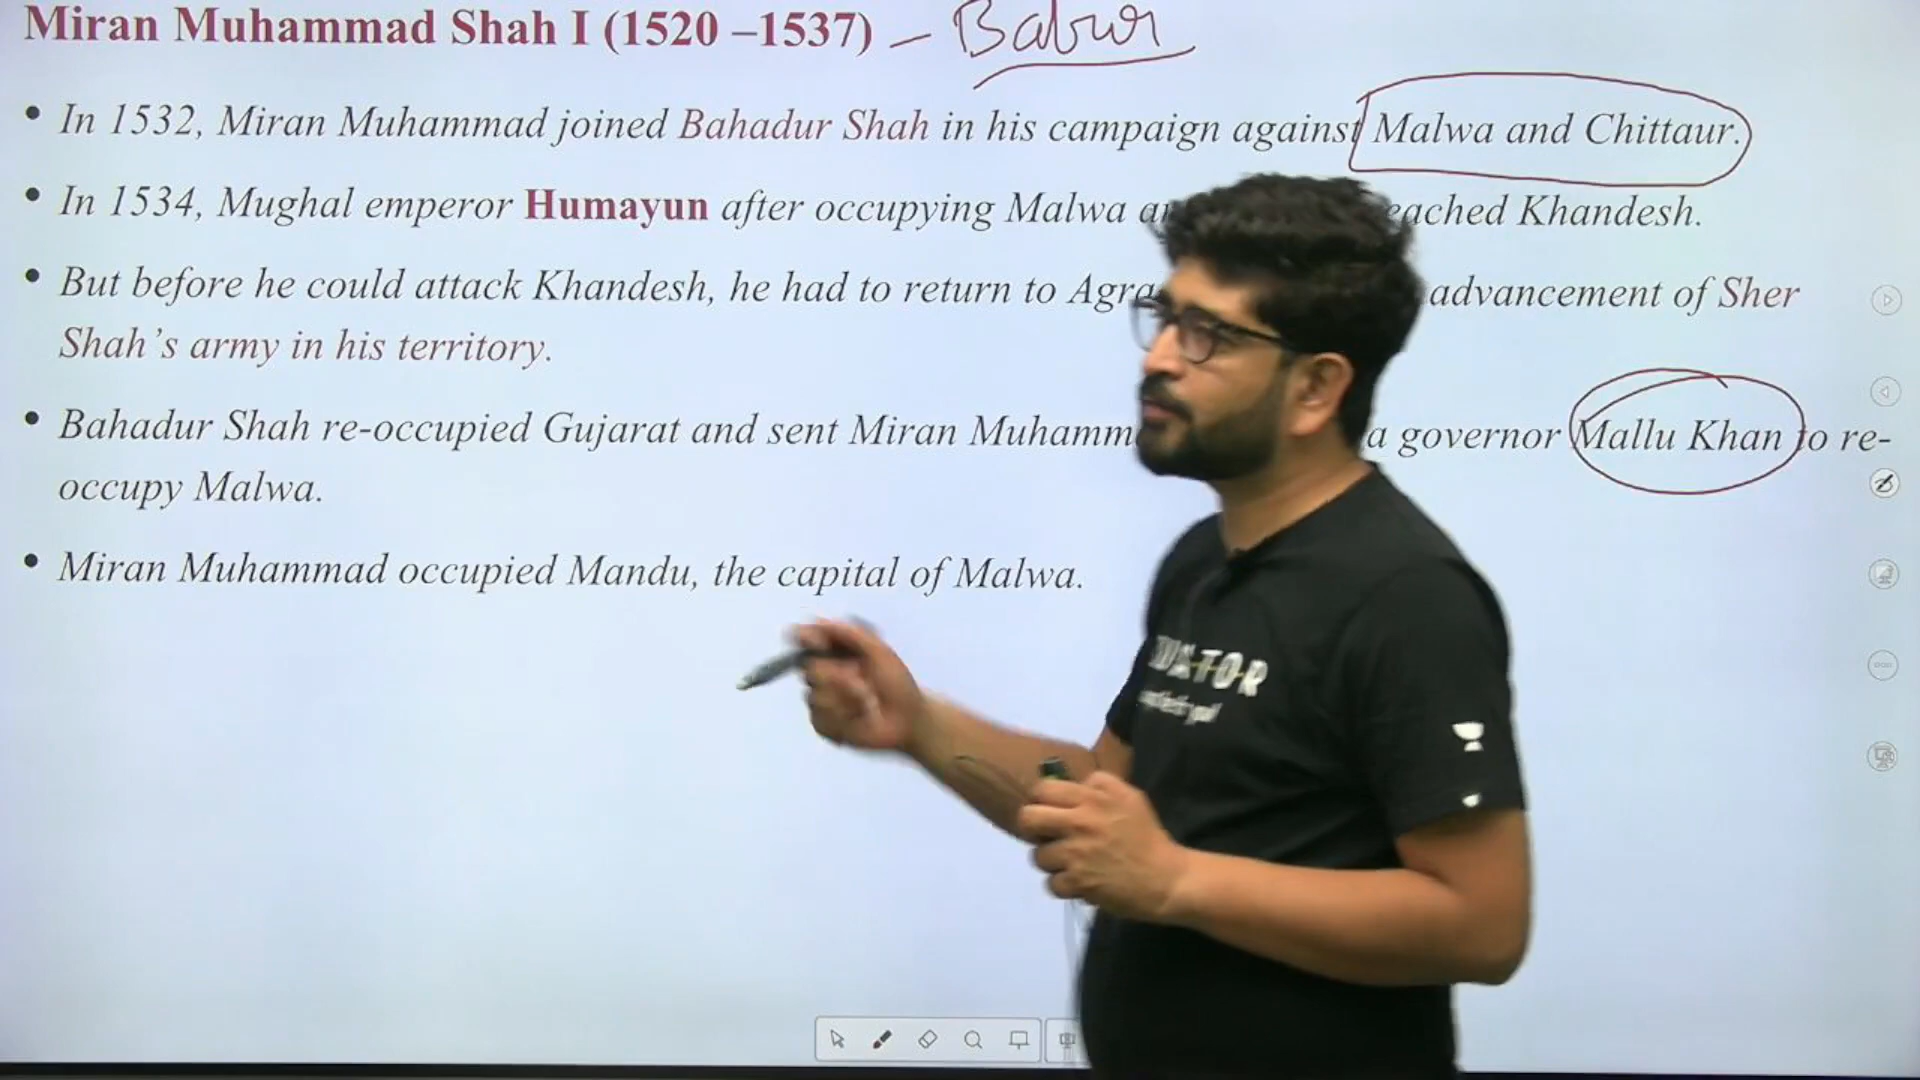 Miran Muhammad Shah I (1520 –1537) – Babur
• In 1532, Miran Muhammad joined Bahadur Shah in his campaign against Malwa and Chittaur.
• In 1534, Mughal emperor Humayun after occupying Malwa Khandesh.
• But before he could attack Khandesh, he had to return to advancement of Sher
Shah's army in his territory.
• Bahadur Shah re-occupied Gujarat and sent Miran a governor Mallu Khan to re-
occupy Malwa.
• Miran Muhammad occupied Mandu, the capital of Malwa.